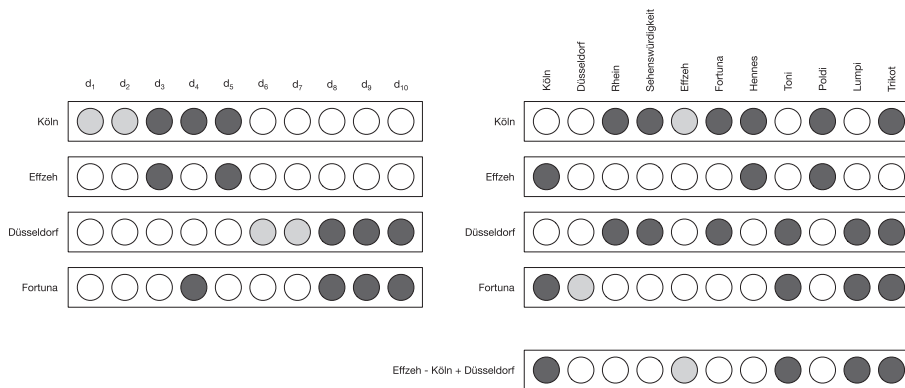 d1 d2 d3 d4 d5 d6 d7 d8 d9 d10
Köln
Effzeh
Düsseldorf
Fortuna
Köln
Düsseldorf
Rhein
Sehenswürdigkeit
Effzeh
Fortuna
Hennes
Toni
Poldi
Lumpi
Trikot
Köln
Effzeh
Düsseldorf
Fortuna
Effzeh - Köln + Düsseldorf